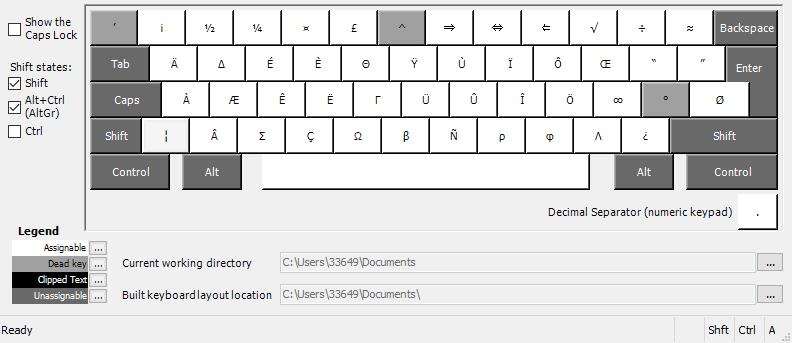 Show the
Caps Lock
Shift states:
Shift
Alt+Ctrl
(AltGr)
Ctrl
´ ¡ ½ ¼ ¤ £ ^ ⇒ ⇔ ⇐ √ ÷ ≈ Backspace
Tab Ä Δ É È Θ Ÿ Ù Ï Ô Œ “ ” Enter
Caps À Æ Ê Ë Γ Ü Û Î Ö ∞ ° Ø
Shift ¦ Â Σ Ç Ω β Ñ ρ φ Λ ¿ Shift
Control Alt Alt Control
Decimal Separator (numeric keypad) .
Legend
Assignable ...
Dead key ...
Clipped Text ...
Unassignable ...
Current working directory C:\Users\33649\Documents ...
Built keyboard layout location C:\Users\33649\Documents\ ...
Ready Shft Ctrl A